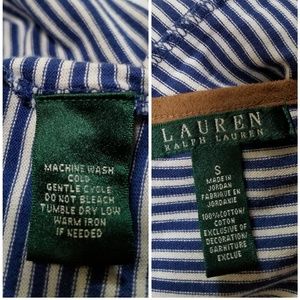 MACHINE WASH
COLD
GENTLE CYCLE
DO NOT BLEACH
TUMBLE DRY LOW
WARM IRON
IF NEEDED
LAUREN
RALPH LAUREN
S
MADE IN
JORDAN
FABRIQUE EN
JORDANIE
100% COTTON/
COTON
EXCLUSIVE OF
DECORATION/
GARNITURE
EXCLUE